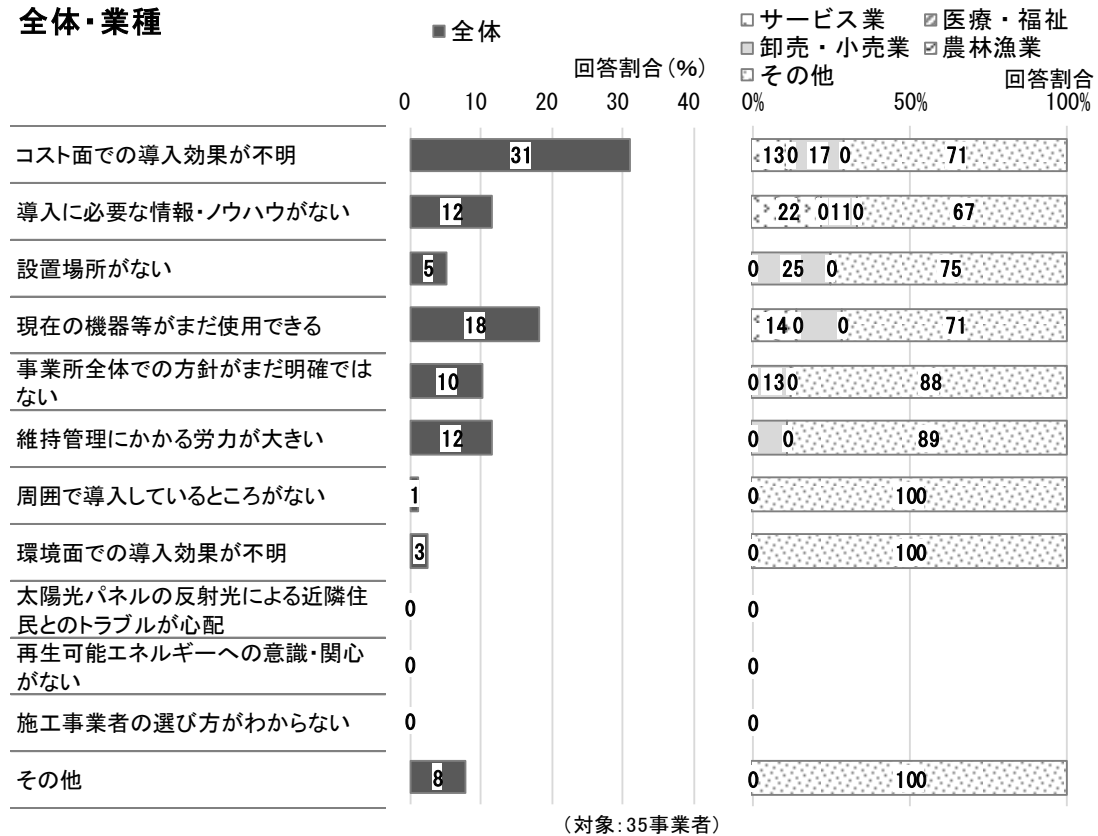 全体・業種
■全体
回答割合(%)
0 10 20 30 40
サービス業 医療・福祉
卸売・小売業 農林漁業
その他
回答割合
0% 50% 100%
コスト面での導入効果が不明 31 13 0 17 0 71
導入に必要な情報・ノウハウがない 12 22 0 11 0 67
設置場所がない 5 0 25 0 75
現在の機器等がまだ使用できる 18 14 0 0 71
事業所全体での方針がまだ明確では
ない 10 0 13 0 88
維持管理にかかる労力が大きい 12 0 0 89
周囲で導入しているところがない 1 0 100
環境面での導入効果が不明 3 0 100
太陽光パネルの反射光による近隣住
民とのトラブルが心配 0 0
再生可能エネルギーへの意識・関心
がない 0 0
施工事業者の選び方がわからない 0 0
その他 8 0 100
(対象:35事業者)